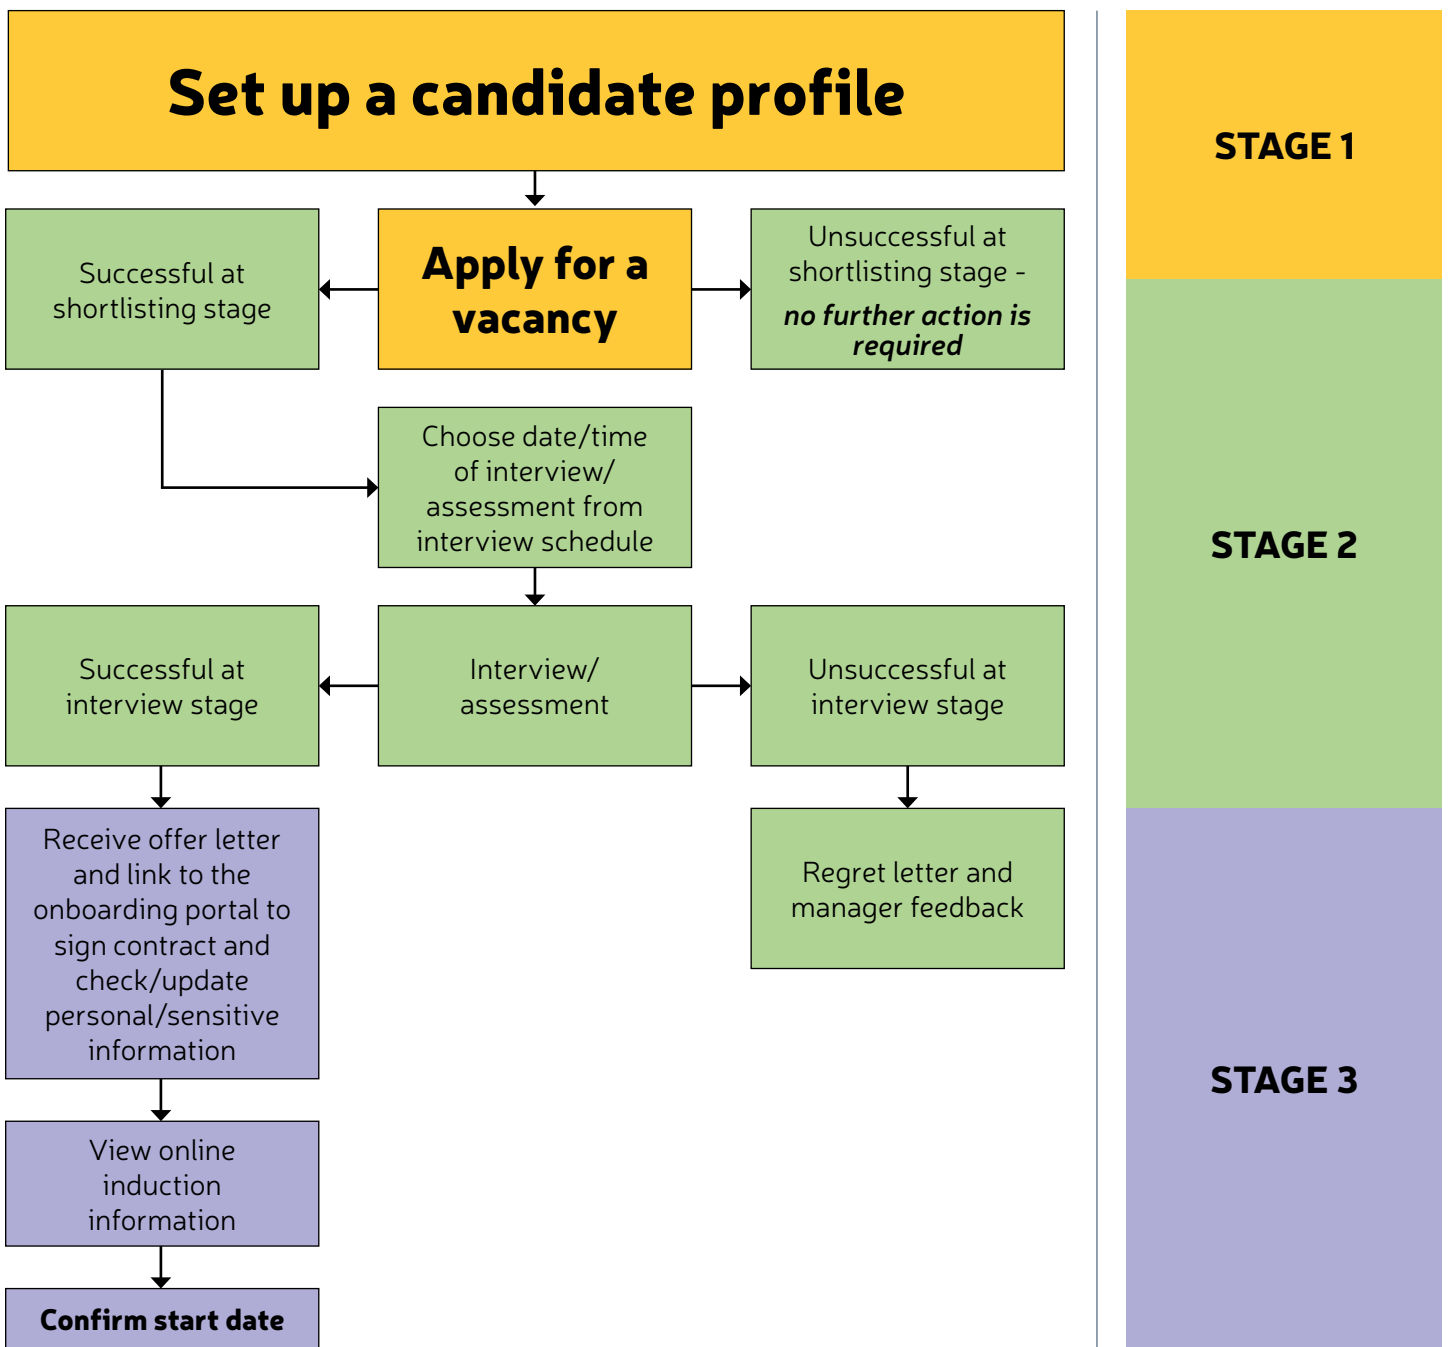 Set up a candidate profile
STAGE 1
Successful at
shortlisting stage
Apply for a
vacancy
Unsuccessful at
shortlisting stage -
no further action is
required
Choose date/time
of interview/
assessment from
interview schedule
STAGE 2
Successful at
interview stage
Interview/
assessment
Unsuccessful at
interview stage
Receive offer letter
and link to the
onboarding portal to
sign contract and
check/update
personal/sensitive
information
Regret letter and
manager feedback
STAGE 3
View online
induction
information
Confirm start date